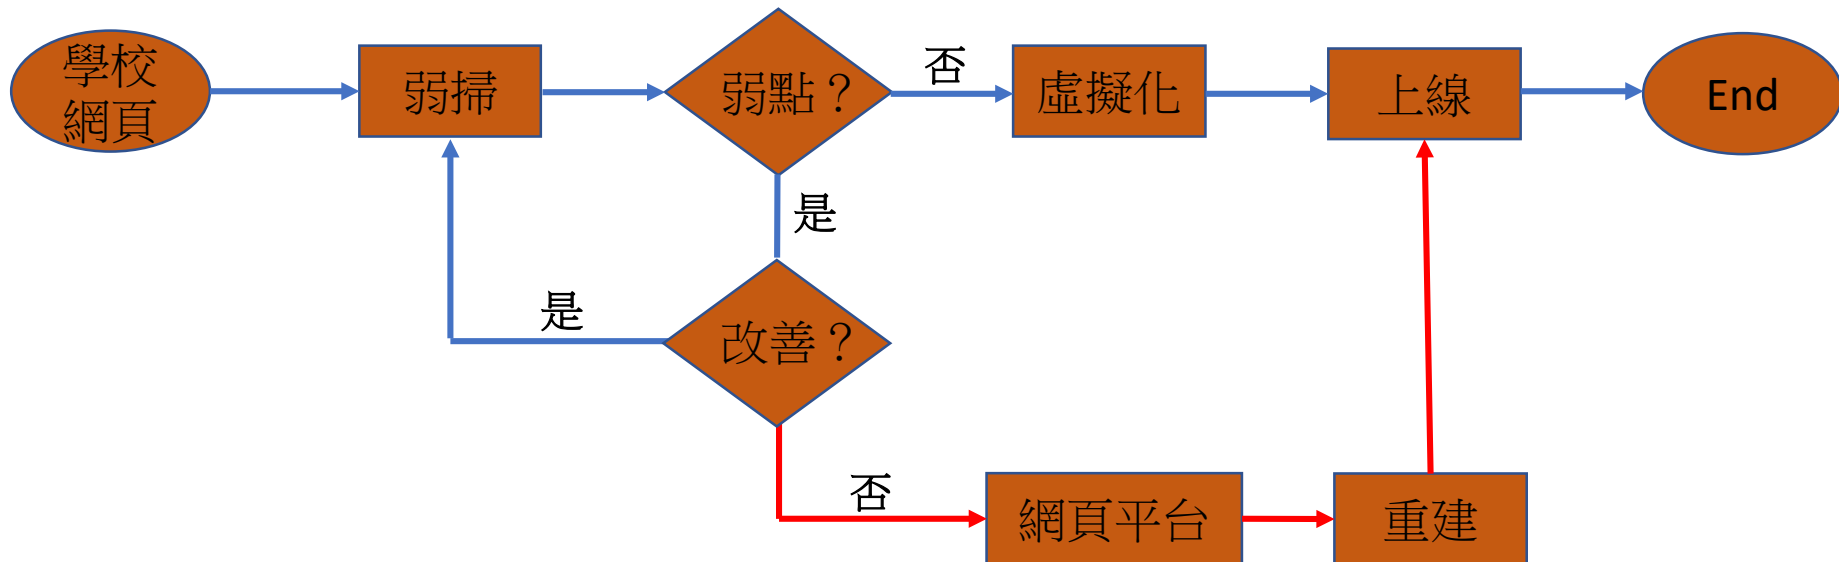 學校
網頁
弱掃
弱點？
否
虛擬化
上線
End
是
是
改善？
否
網頁平台
重建